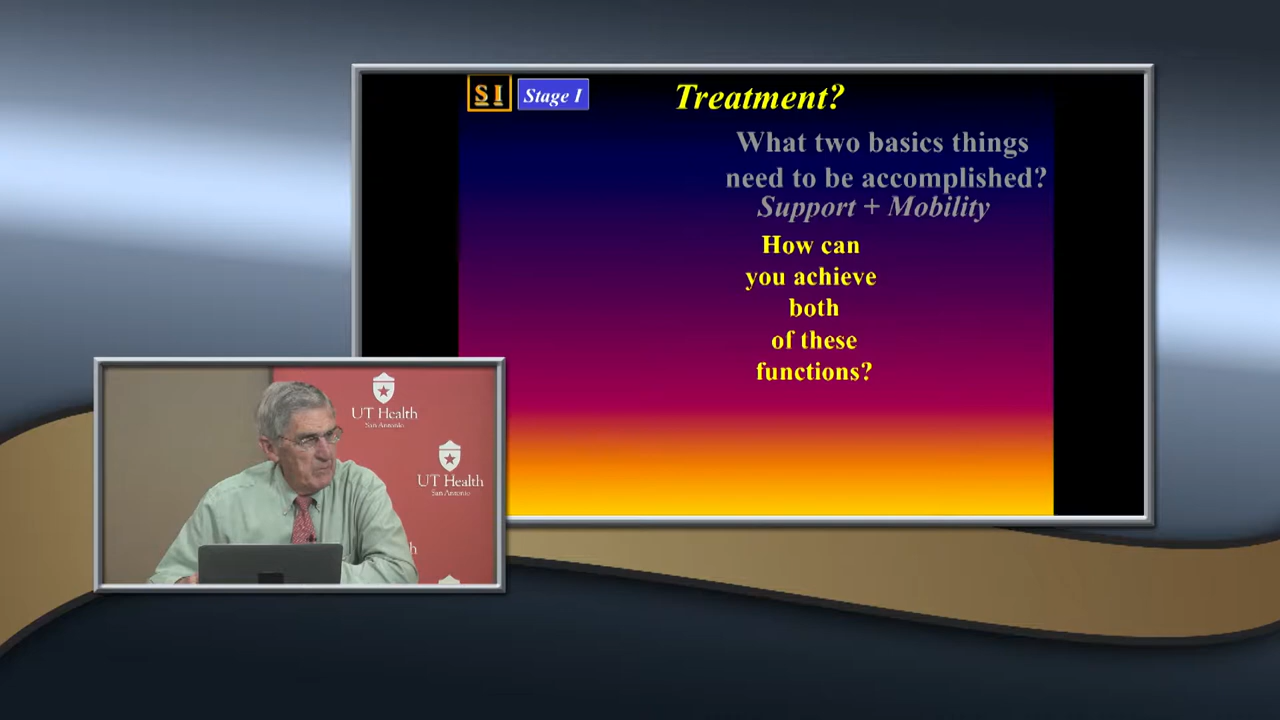 SI
Stage I
Treatment?
What two basics things
need to be accomplished?
Support + Mobility
How can
you achieve
both
of these
functions?
UT Health
San Antonio
UT Health
San Antonio
h